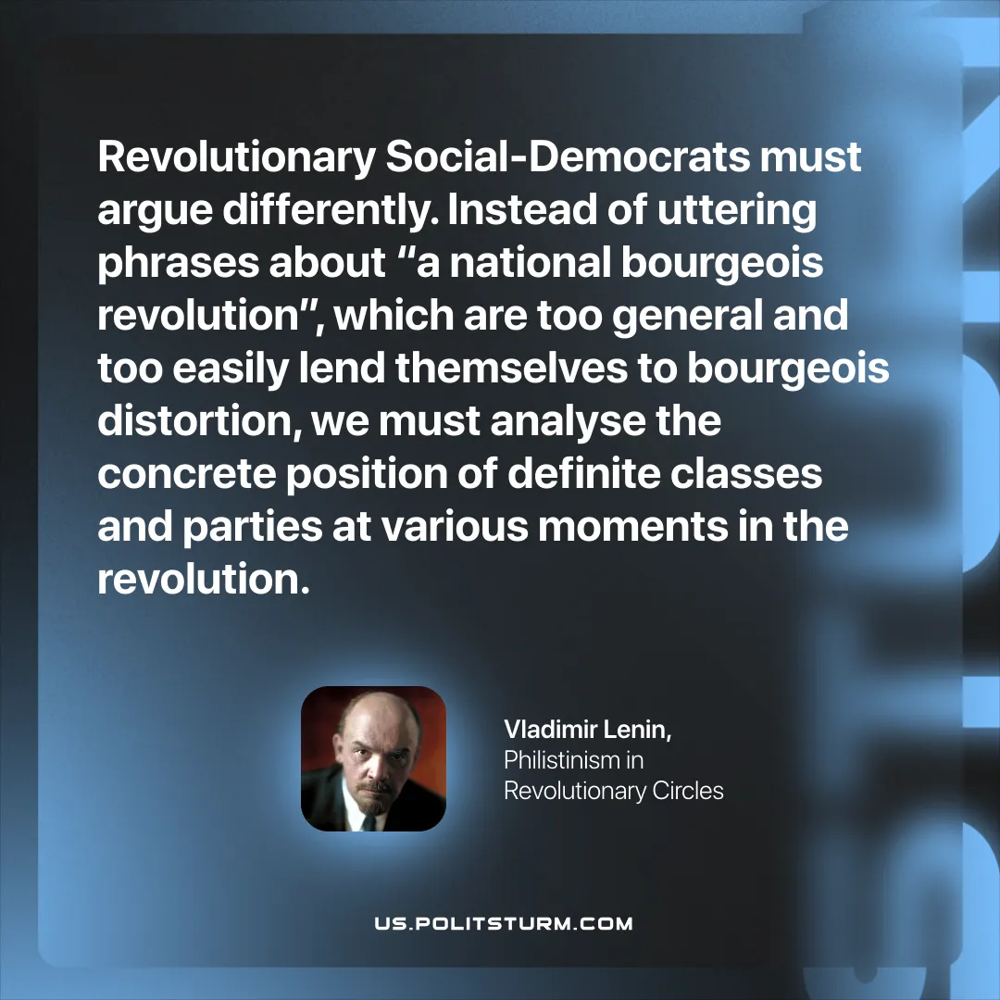 Revolutionary Social-Democrats must
argue differently. Instead of uttering
phrases about “a national bourgeois
revolution”, which are too general and
too easily lend themselves to bourgeois
distortion, we must analyse the
concrete position of definite classes
and parties at various moments in the
revolution.
Vladimir Lenin,
Philistinism in
Revolutionary Circles
US.POLITSTURM.COM